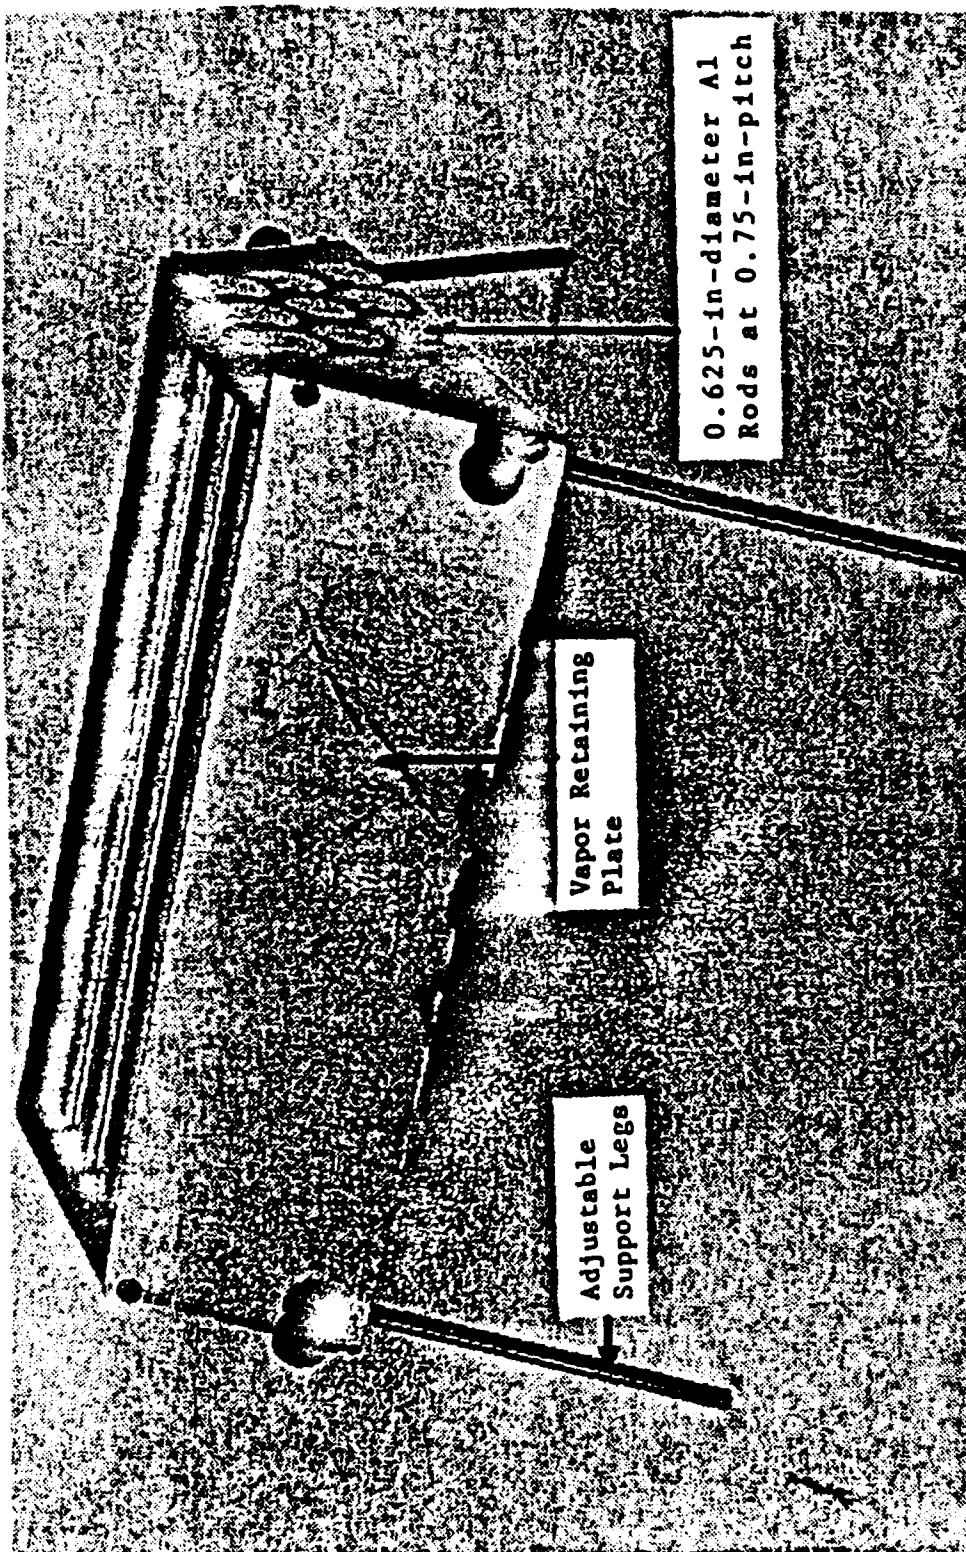 0.625-in-diameter Al
Rods at 0.75-in-pitch
Vapor Retaining
Plate
Adjustable
Support Legs